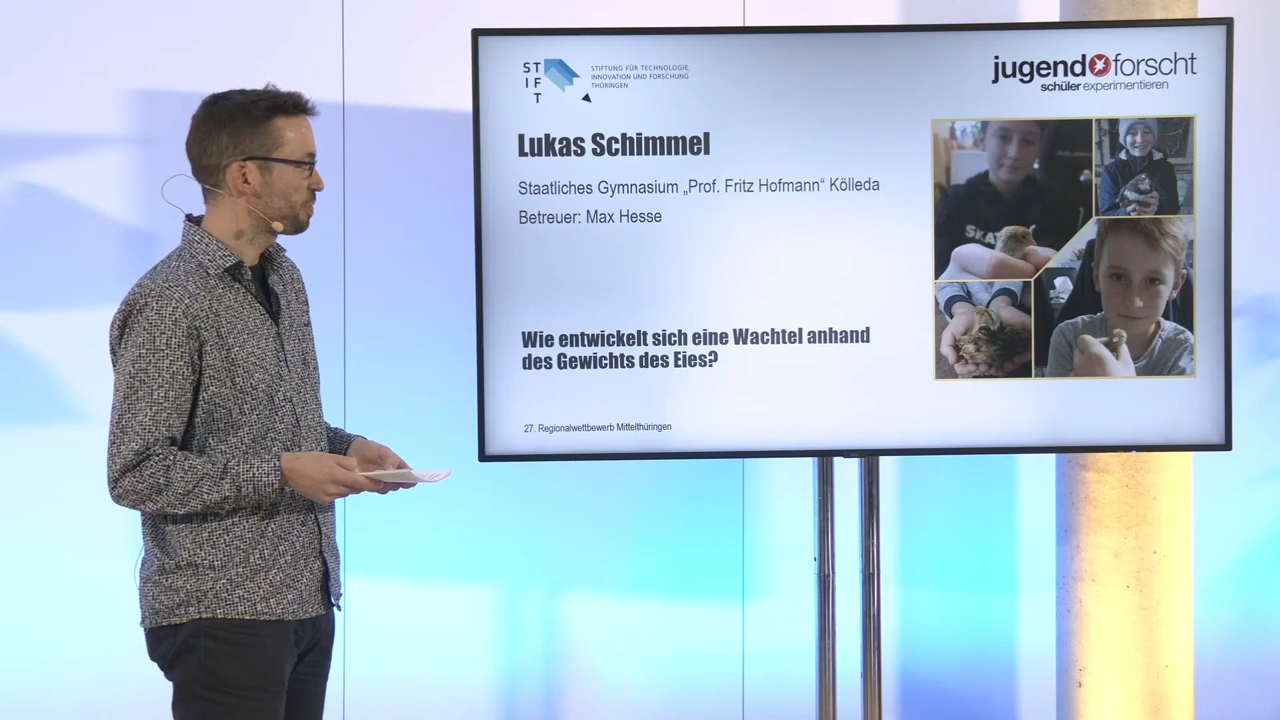 ST
IF
T
STIFTUNG FÜR TECHNOLOGIE,
INNOVATION UND FORSCHUNG
THÜRINGEN
jugend forscht
schüler experimentieren
Lukas Schimmel
Staatliches Gymnasium „Prof. Fritz Hofmann“ Kölleda
Betreuer: Max Hesse
SKAT
Wie entwickelt sich eine Wachtel anhand
des Gewichts des Eies?
27. Regionalwettbewerb Mittelthüringen